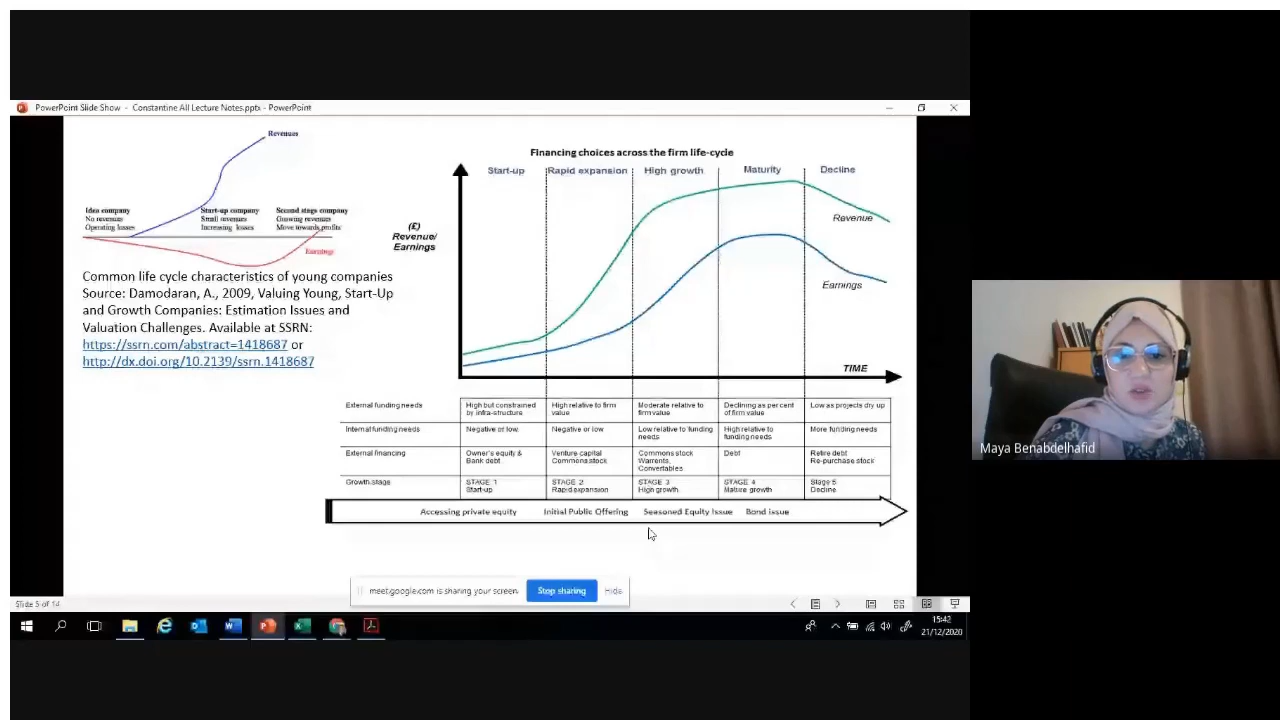 PowerPoint Slide Show - Constantine All Lecture Notes.pptx - PowerPoint
Revenues
Idea company
No revenues
Operating losses
Start-up company
Small revenues
Increasing losses
Second stage company
Growing revenues
Move towards profits
Earnings
Common life cycle characteristics of young companies
Source: Damodaran, A., 2009, Valuing Young, Start-Up
and Growth Companies: Estimation Issues and
Valuation Challenges. Available at SSRN:
https://ssrn.com/abstract=1418687 or
http://dx.doi.org/10.2139/ssrn.1418687
Financing choices across the firm life-cycle
Start-up Rapid expansion High growth Maturity Decline
(£)
Revenue/
Earnings
Revenue
Earnings
TIME
External funding needs
High but constrained
by infra-structure
High relative to firm
value
Moderate relative to
firm value
Declining as per cent
of firm value
Low as projects dry up
Internal funding needs
Negative or low.
Negative or low
Low relative to funding
needs
High relative to
funding needs
More funding needs
External financing
Owner's equity &
Bank debt
Venture capital
Commons stock
Commons stock
Warrents,
Convertables
Debt
Retire debt
Re-purchase stock
Growth stage
STAGE 1
Start-up
STAGE 2
Rapid expansion
STAGE 3
High growth
STAGE 4
Mature growth
Stage 5
Decline
Accessing private equity Initial Public Offering Seasoned Equity Issue Bond issue
meet.google.com is sharing your screen.
Stop sharing
Hide
Slide 5 of 14
15:42
21/12/2020
Maya Benabdelhafid